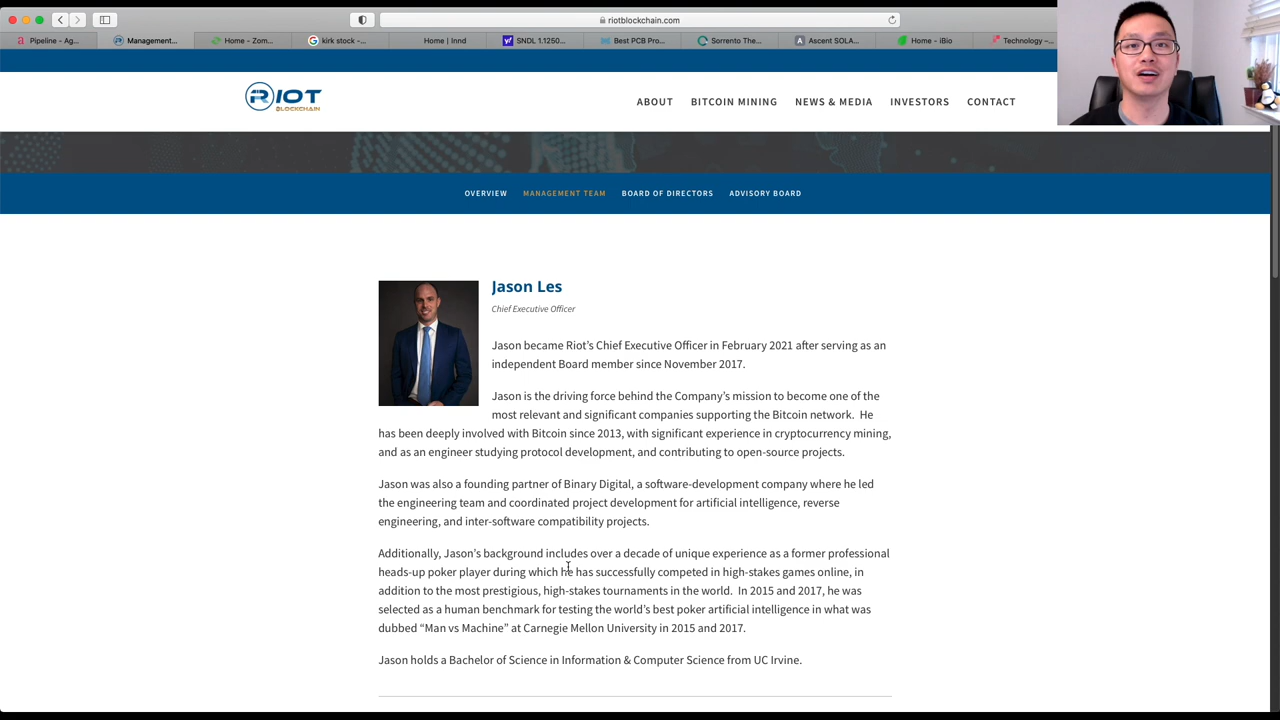 riotblockchain.com
Pipeline - Ag...
Management...
Home - Zom...
kirk stock -...
Home | Innd
SNDL 1.1250...
Best PCB Pro...
Sorrento The...
Ascent SOLA...
Home - iBio
Technology –...
RIOT
BLOCKCHAIN
ABOUT
BITCOIN MINING
NEWS & MEDIA
INVESTORS
CONTACT
OVERVIEW
MANAGEMENT TEAM
BOARD OF DIRECTORS
ADVISORY BOARD
Jason Les
Chief Executive Officer
Jason became Riot's Chief Executive Officer in February 2021 after serving as an
independent Board member since November 2017.
Jason is the driving force behind the Company's mission to become one of the
most relevant and significant companies supporting the Bitcoin network. He
has been deeply involved with Bitcoin since 2013, with significant experience in cryptocurrency mining,
and as an engineer studying protocol development, and contributing to open-source projects.
Jason was also a founding partner of Binary Digital, a software-development company where he led
the engineering team and coordinated project development for artificial intelligence, reverse
engineering, and inter-software compatibility projects.
Additionally, Jason's background includes over a decade of unique experience as a former professional
heads-up poker player during which he has successfully competed in high-stakes games online, in
addition to the most prestigious, high-stakes tournaments in the world. In 2015 and 2017, he was
selected as a human benchmark for testing the world's best poker artificial intelligence in what was
dubbed “Man vs Machine” at Carnegie Mellon University in 2015 and 2017.
Jason holds a Bachelor of Science in Information & Computer Science from UC Irvine.